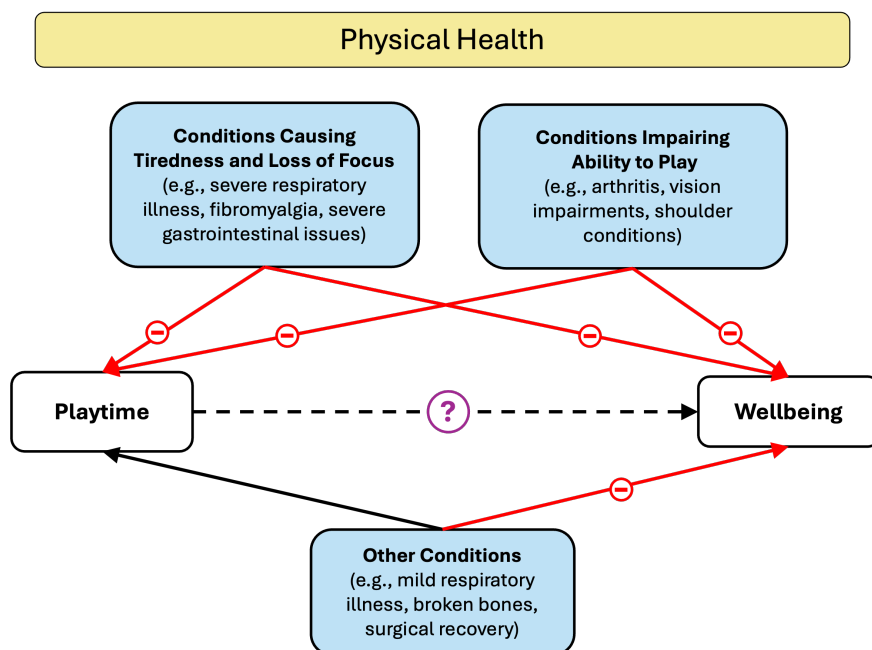 Physical Health
Conditions Causing
Tiredness and Loss of Focus
(e.g., severe respiratory
illness, fibromyalgia, severe
gastrointestinal issues)
Conditions Impairing
Ability to Play
(e.g., arthritis, vision
impairments, shoulder
conditions)
Playtime
?
Wellbeing
Other Conditions
(e.g., mild respiratory
illness, broken bones,
surgical recovery)